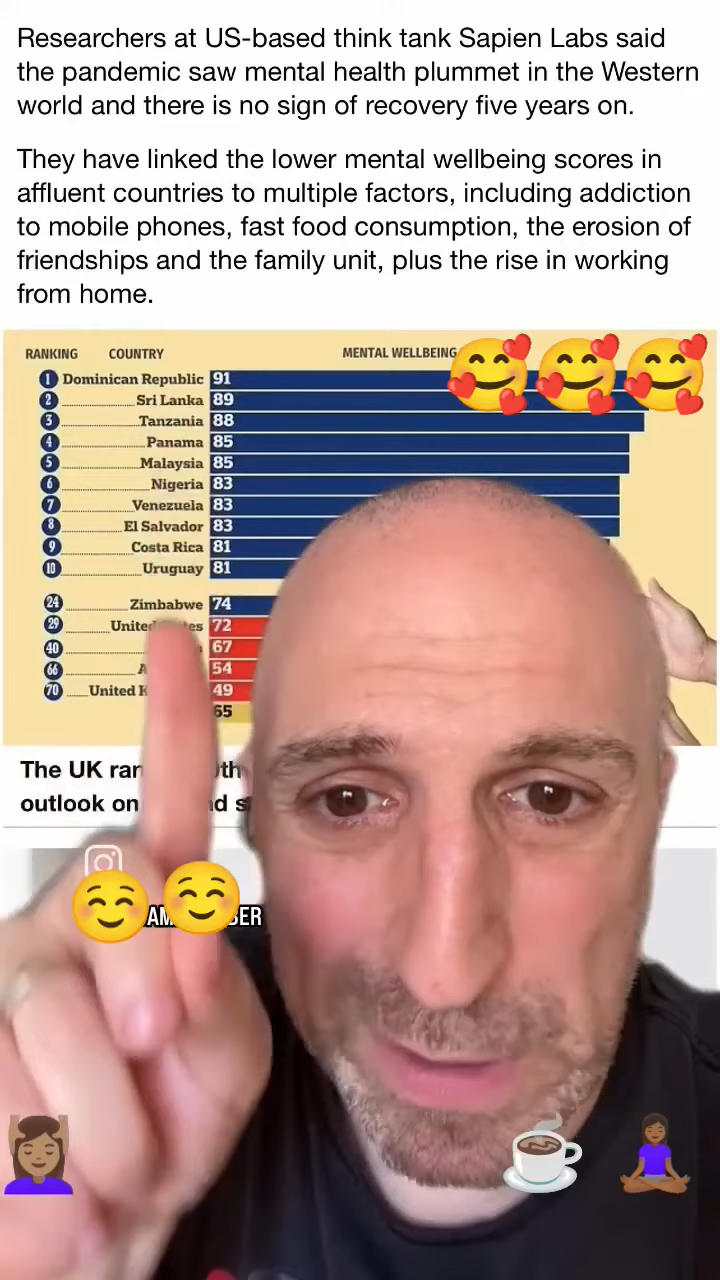 Researchers at US-based think tank Sapien Labs said
the pandemic saw mental health plummet in the Western
world and there is no sign of recovery five years on.
They have linked the lower mental wellbeing scores in
affluent countries to multiple factors, including addiction
to mobile phones, fast food consumption, the erosion of
friendships and the family unit, plus the rise in working
from home.
RANKING COUNTRY MENTAL WELLBEING
1 Dominican Republic 91
2 Sri Lanka 89
3 Tanzania 88
4 Panama 85
5 Malaysia 85
6 Nigeria 83
7 Venezuela 83
8 El Salvador 83
9 Costa Rica 81
10 Uruguay 81
24 Zimbabwe 74
29 72
40 67
66 54
70 United 49
65
The UK
outlook on